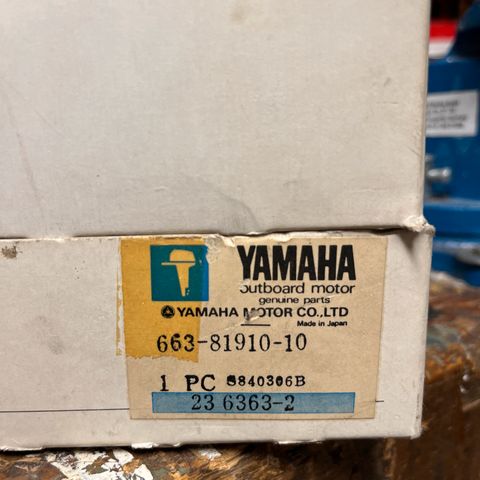 YAMAHA
outboard motor
genuine parts
YAMAHA MOTOR CO., LTD
Made in Japan
663-81910-10
1 PC S840306B
23 6363-2